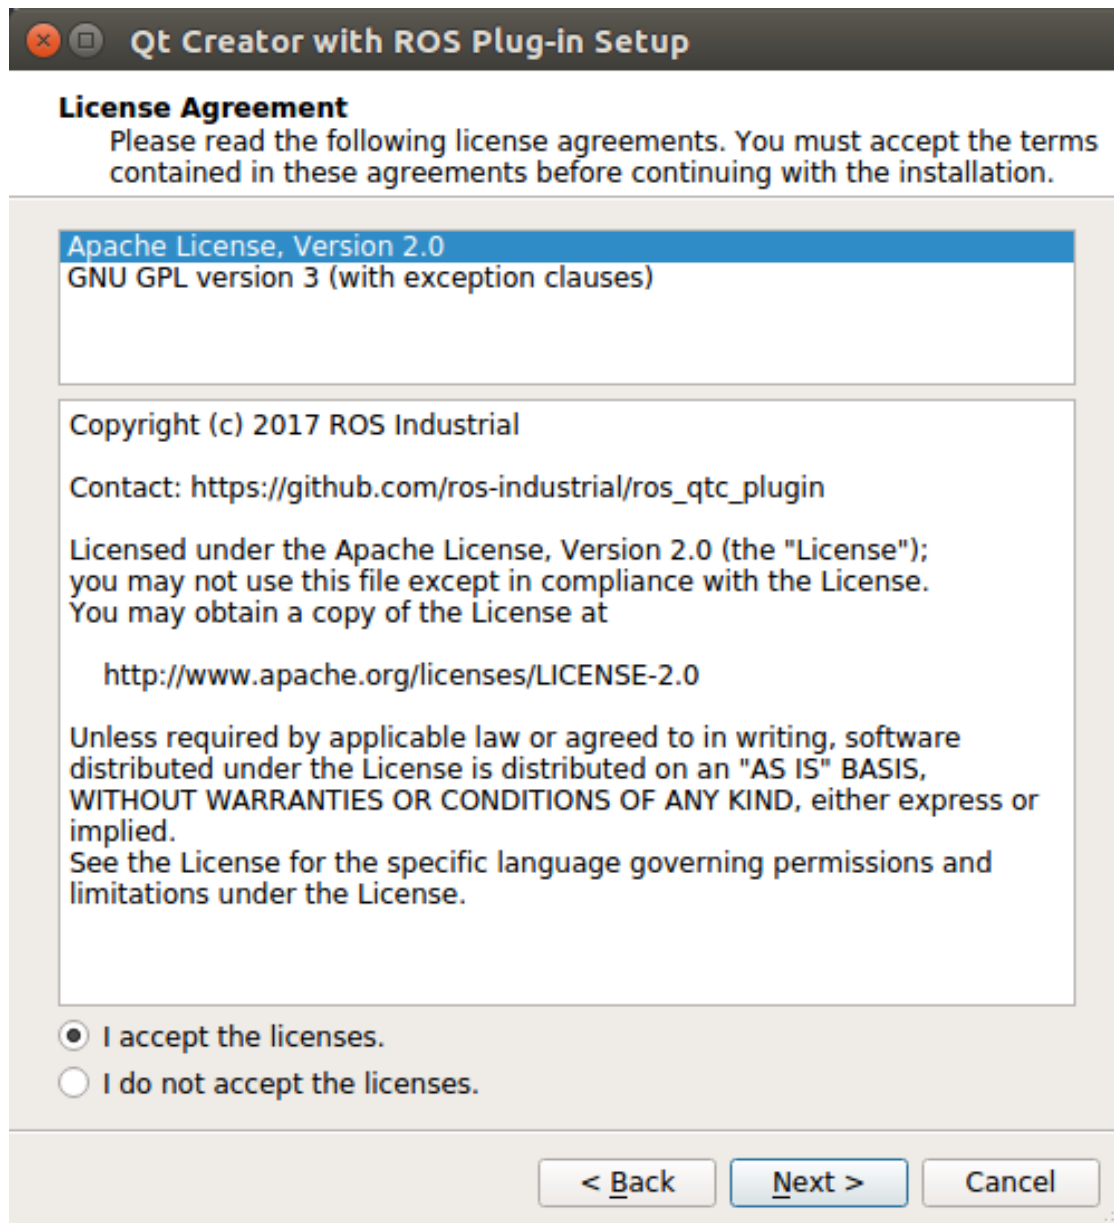 Qt Creator with ROS Plug-in Setup
License Agreement
Please read the following license agreements. You must accept the terms
contained in these agreements before continuing with the installation.
Apache License, Version 2.0
GNU GPL version 3 (with exception clauses)
Copyright (c) 2017 ROS Industrial
Contact: https://github.com/ros-industrial/ros_qtc_plugin
Licensed under the Apache License, Version 2.0 (the "License");
you may not use this file except in compliance with the License.
You may obtain a copy of the License at
http://www.apache.org/licenses/LICENSE-2.0
Unless required by applicable law or agreed to in writing, software
distributed under the License is distributed on an "AS IS" BASIS,
WITHOUT WARRANTIES OR CONDITIONS OF ANY KIND, either express or
implied.
See the License for the specific language governing permissions and
limitations under the License.
I accept the licenses.
I do not accept the licenses.
< Back
Next >
Cancel